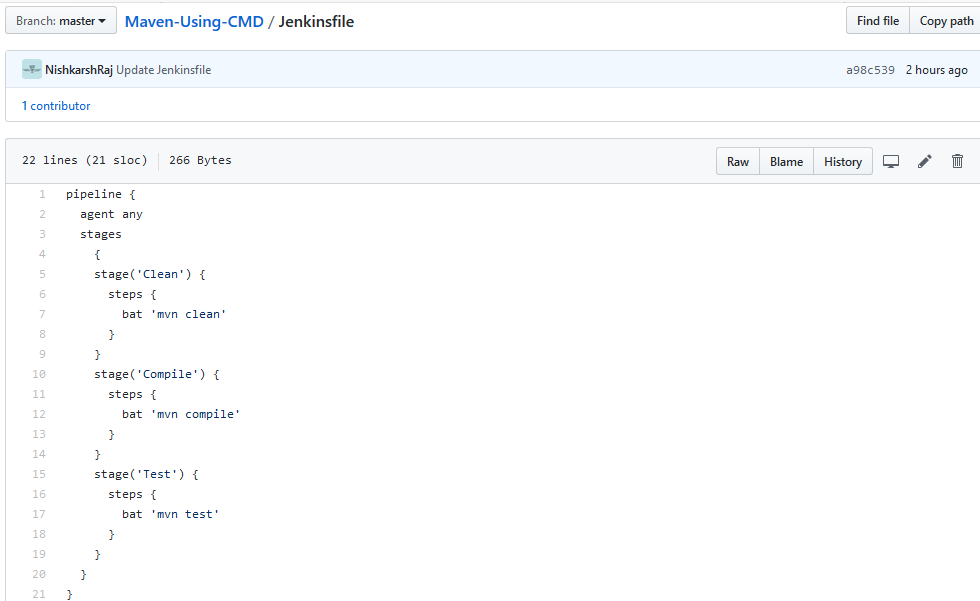 Branch: master Maven-Using-CMD / Jenkinsfile Find file Copy path
NishkarshRaj Update Jenkinsfile a98c539 2 hours ago
1 contributor
22 lines (21 sloc) 266 Bytes Raw Blame History
1 pipeline {
2 agent any
3 stages
4 {
5 stage('Clean') {
6 steps {
7 bat 'mvn clean'
8 }
9 }
10 stage('Compile') {
11 steps {
12 bat 'mvn compile'
13 }
14 }
15 stage('Test') {
16 steps {
17 bat 'mvn test'
18 }
19 }
20 }
21 }